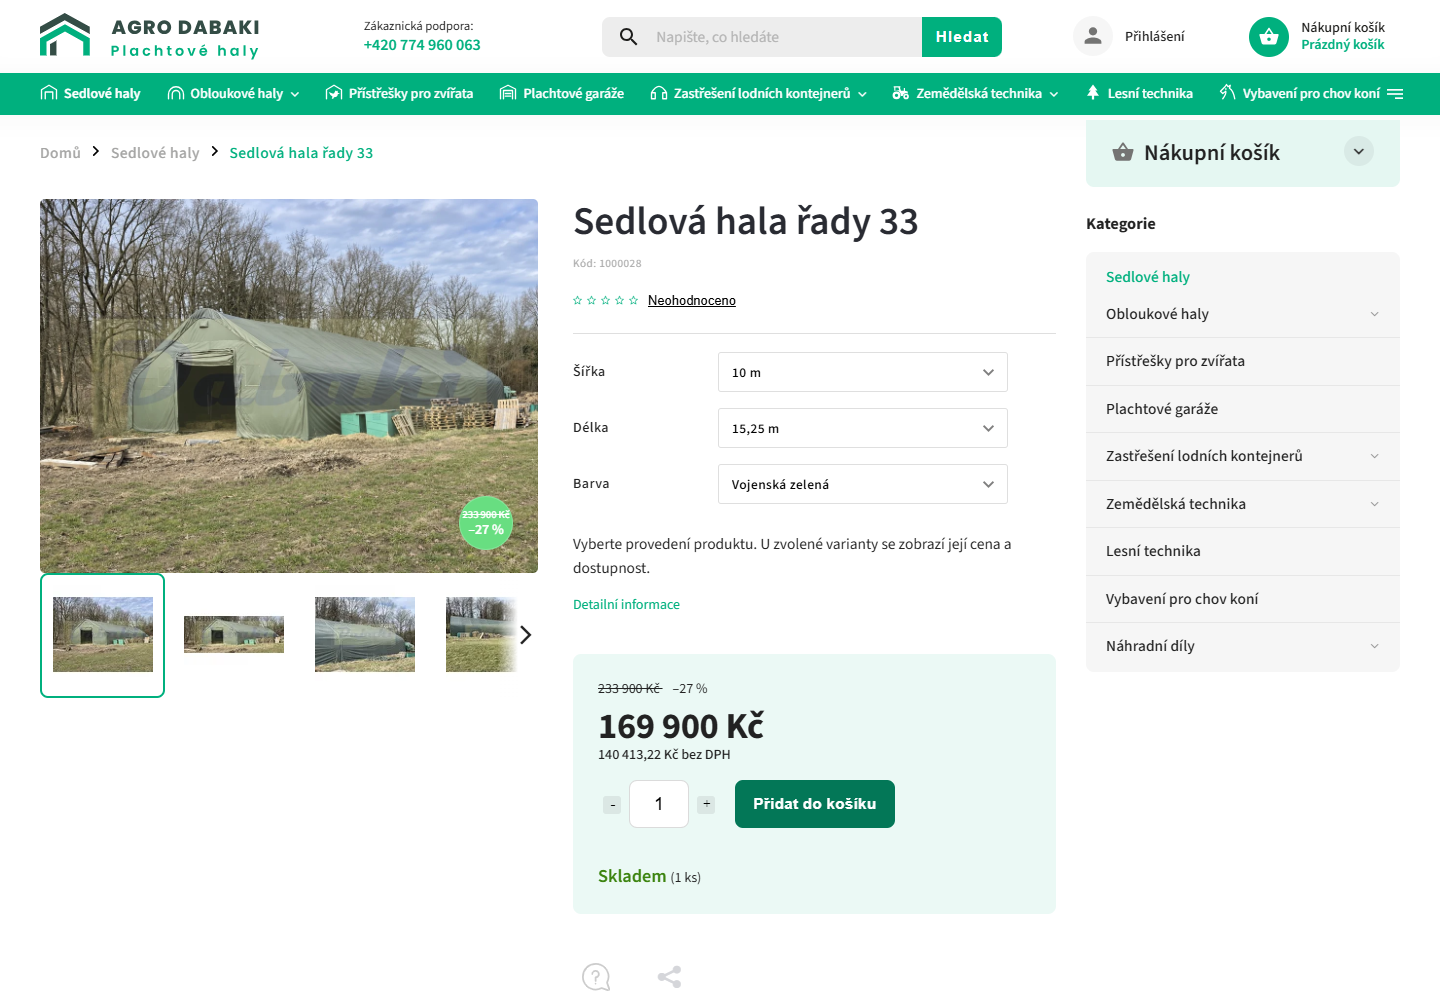 AGRO DABAKI
Plachtové haly
Zákaznická podpora:
+420 774 960 063
Napište, co hledáte
Hledat
Přihlášení
Nákupní košík
Prázdný košík
Sedlové haly
Obloukové haly
Přístřešky pro zvířata
Plachtové garáže
Zastřešení lodních kontejnerů
Zemědělská technika
Lesní technika
Vybavení pro chov koní
Domů
Sedlové haly
Sedlová hala řady 33
Nákupní košík
Dabaki
233 900 Kč
–27 %
Sedlová hala řady 33
Kód: 1000028
Neohodnoceno
Šířka
10 m
Délka
15,25 m
Barva
Vojenská zelená
Vyberte provedení produktu. U zvolené varianty se zobrazí její cena a
dostupnost.
Detailní informace
233 900 Kč –27 %
169 900 Kč
140 413,22 Kč bez DPH
- 1 +
Přidat do košíku
Skladem (1 ks)
Kategorie
Sedlové haly
Obloukové haly
Přístřešky pro zvířata
Plachtové garáže
Zastřešení lodních kontejnerů
Zemědělská technika
Lesní technika
Vybavení pro chov koní
Náhradní díly